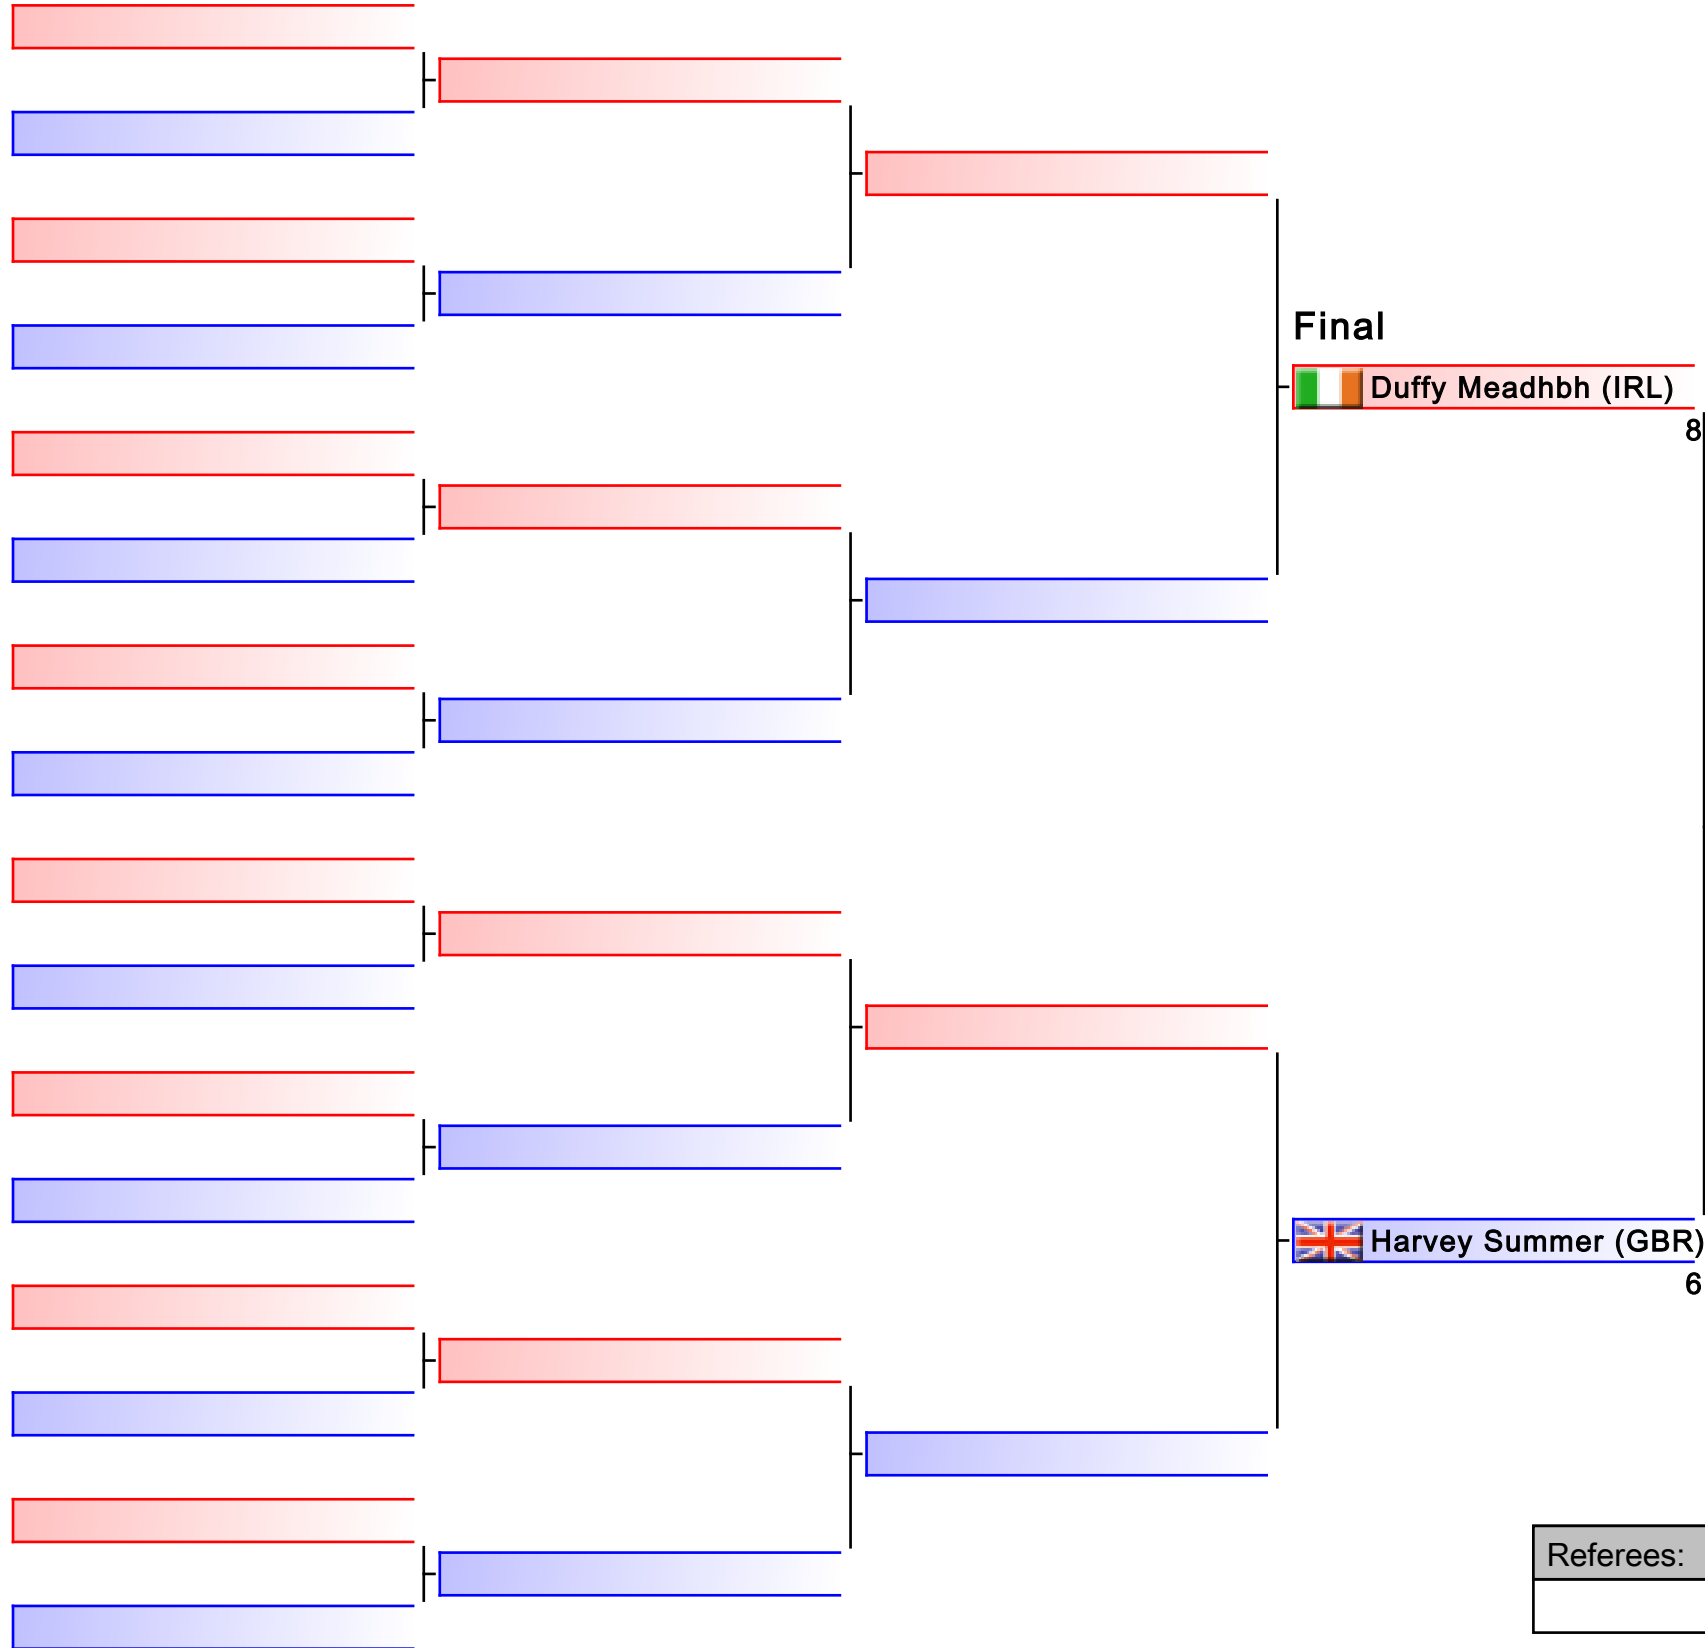 Final
Duffy Meadhbh (IRL)
8
Harvey Summer (GBR)
6
Referees: